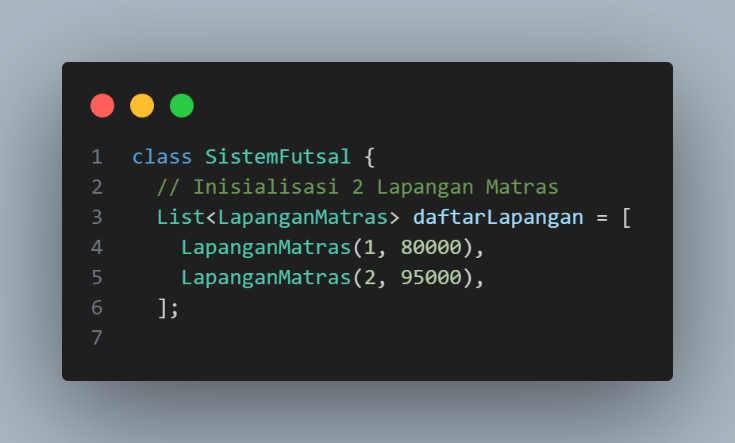 1 class SistemFutsal {
2 // Inisialisasi 2 Lapangan Matras
3 List<LapanganMatras> daftarLapangan = [
4 LapanganMatras(1, 80000),
5 LapanganMatras(2, 95000),
6 ];
7